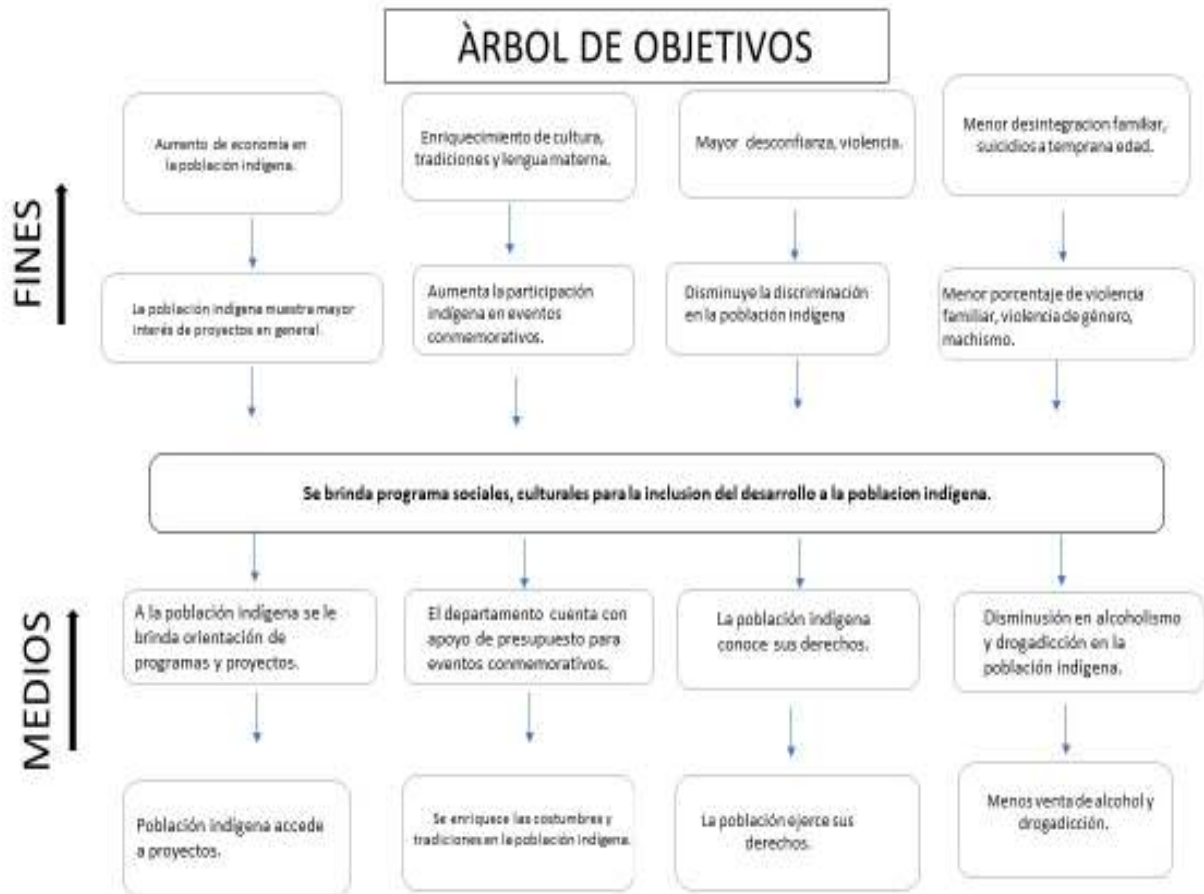 ÀRBOL DE OBJETIVOS
FINES
Aumento de economía en
la población indígena.
Enriquecimiento de cultura,
tradiciones y lengua materna.
Mayor desconfianza, violencia.
Menor desintegracion familiar,
suicidios a temprana edad.
La población indígena muestra mayor
interés de proyectos en general.
Aumenta la participación
indígena en eventos
conmemorativos.
Disminuye la discriminación
en la población indígena
Menor porcentaje de violencia
familiar, violencia de género,
machismo.
Se brinda programa sociales, culturales para la inclusion del desarrollo a la poblacion indígena.
MEDIOS
A la población indígena se le
brinda orientación de
programas y proyectos.
El departamento cuenta con
apoyo de presupuesto para
eventos conmemorativos.
La población indígena
conoce sus derechos.
Disminusión en alcoholismo
y drogadicción en la
población indígena.
Población indígena accede
a proyectos.
Se enriquece las costumbres y
tradiciones en la población indígena.
La población ejerce sus
derechos.
Menos venta de alcohol y
drogadicción.